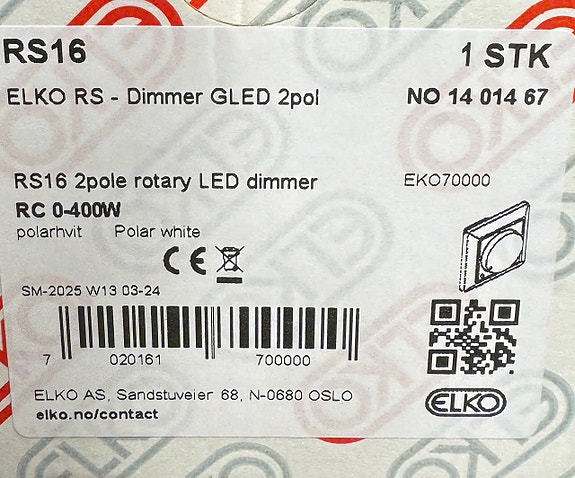 RS16
1 STK
ELKO RS - Dimmer GLED 2pol
NO 14 014 67
RS16 2pole rotary LED dimmer
EKO70000
RC 0-400W
polarhvit Polar white
CE
SM-2025 W13 03-24
7 020161 700000
ELKO AS, Sandstuveier 68, N-0680 OSLO
elko.no/contact
ELKO